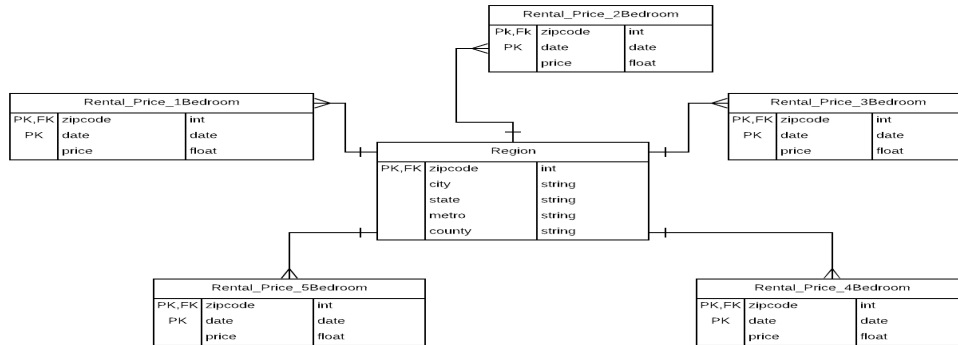 Rental_Price_2Bedroom
Pk,Fk zipcode int
PK date date
price float
Rental_Price_1Bedroom
PK,FK zipcode int
PK date date
price float
Rental_Price_3Bedroom
PK,FK zipcode int
PK date date
price float
Region
PK,FK zipcode int
city string
state string
metro string
county string
Rental_Price_5Bedroom
PK,FK zipcode int
PK date date
price float
Rental_Price_4Bedroom
PK,FK zipcode int
PK date date
price float